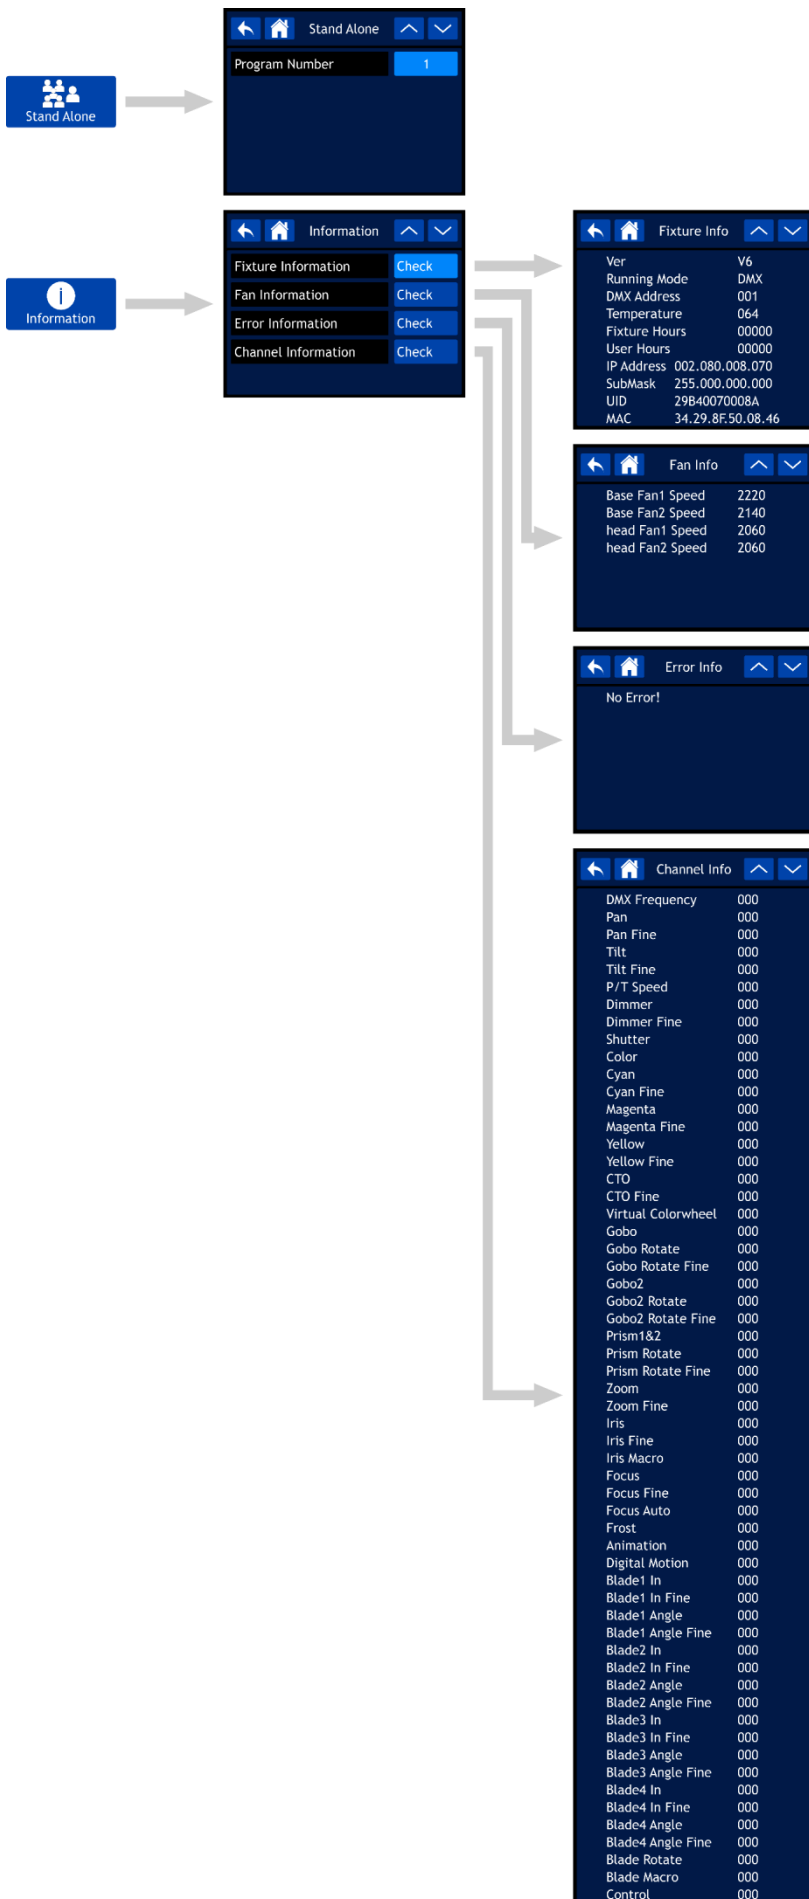 Stand Alone
Stand Alone
Program Number 1
Information
Information
Fixture Information Check
Fan Information Check
Error Information Check
Channel Information Check
Fixture Info
Ver V6
Running Mode DMX
DMX Address 001
Temperature 064
Fixture Hours 00000
User Hours 00000
IP Address 002.080.008.070
SubMask 255.000.000.000
UID 29B40070008A
MAC 34.29.8F.50.08.46
Fan Info
Base Fan1 Speed 2220
Base Fan2 Speed 2140
head Fan1 Speed 2060
head Fan2 Speed 2060
Error Info
No Error!
Channel Info
DMX Frequency 000
Pan 000
Pan Fine 000
Tilt 000
Tilt Fine 000
P/T Speed 000
Dimmer 000
Dimmer Fine 000
Shutter 000
Color 000
Cyan 000
Cyan Fine 000
Magenta 000
Magenta Fine 000
Yellow 000
Yellow Fine 000
CTO 000
CTO Fine 000
Virtual Colorwheel 000
Gobo 000
Gobo Rotate 000
Gobo Rotate Fine 000
Gobo2 000
Gobo2 Rotate 000
Gobo2 Rotate Fine 000
Prism1&2 000
Prism Rotate 000
Prism Rotate Fine 000
Zoom 000
Zoom Fine 000
Iris 000
Iris Fine 000
Iris Macro 000
Focus 000
Focus Fine 000
Focus Auto 000
Frost 000
Animation 000
Digital Motion 000
Blade1 In 000
Blade1 In Fine 000
Blade1 Angle 000
Blade1 Angle Fine 000
Blade2 In 000
Blade2 In Fine 000
Blade2 Angle 000
Blade2 Angle Fine 000
Blade3 In 000
Blade3 In Fine 000
Blade3 Angle 000
Blade3 Angle Fine 000
Blade4 In 000
Blade4 In Fine 000
Blade4 Angle 000
Blade4 Angle Fine 000
Blade Rotate 000
Blade Macro 000
Control 000